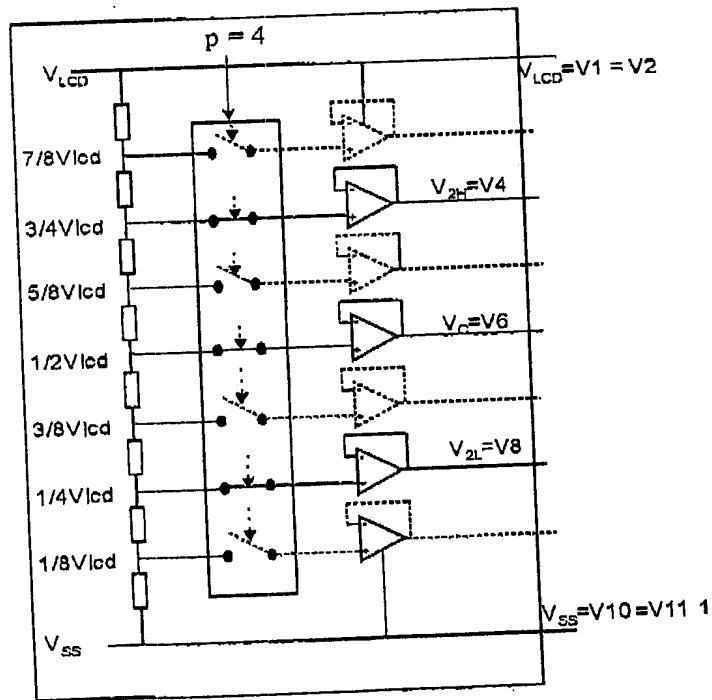 p = 4
V_LCD
V_LCD=V1 = V2
7/8Vlcd
3/4Vlcd
V_2H=V4
5/8Vlcd
1/2Vlcd
V_C=V6
3/8Vlcd
1/4Vlcd
V_2L=V8
1/8Vlcd
V_SS
V_SS=V10=V11 1